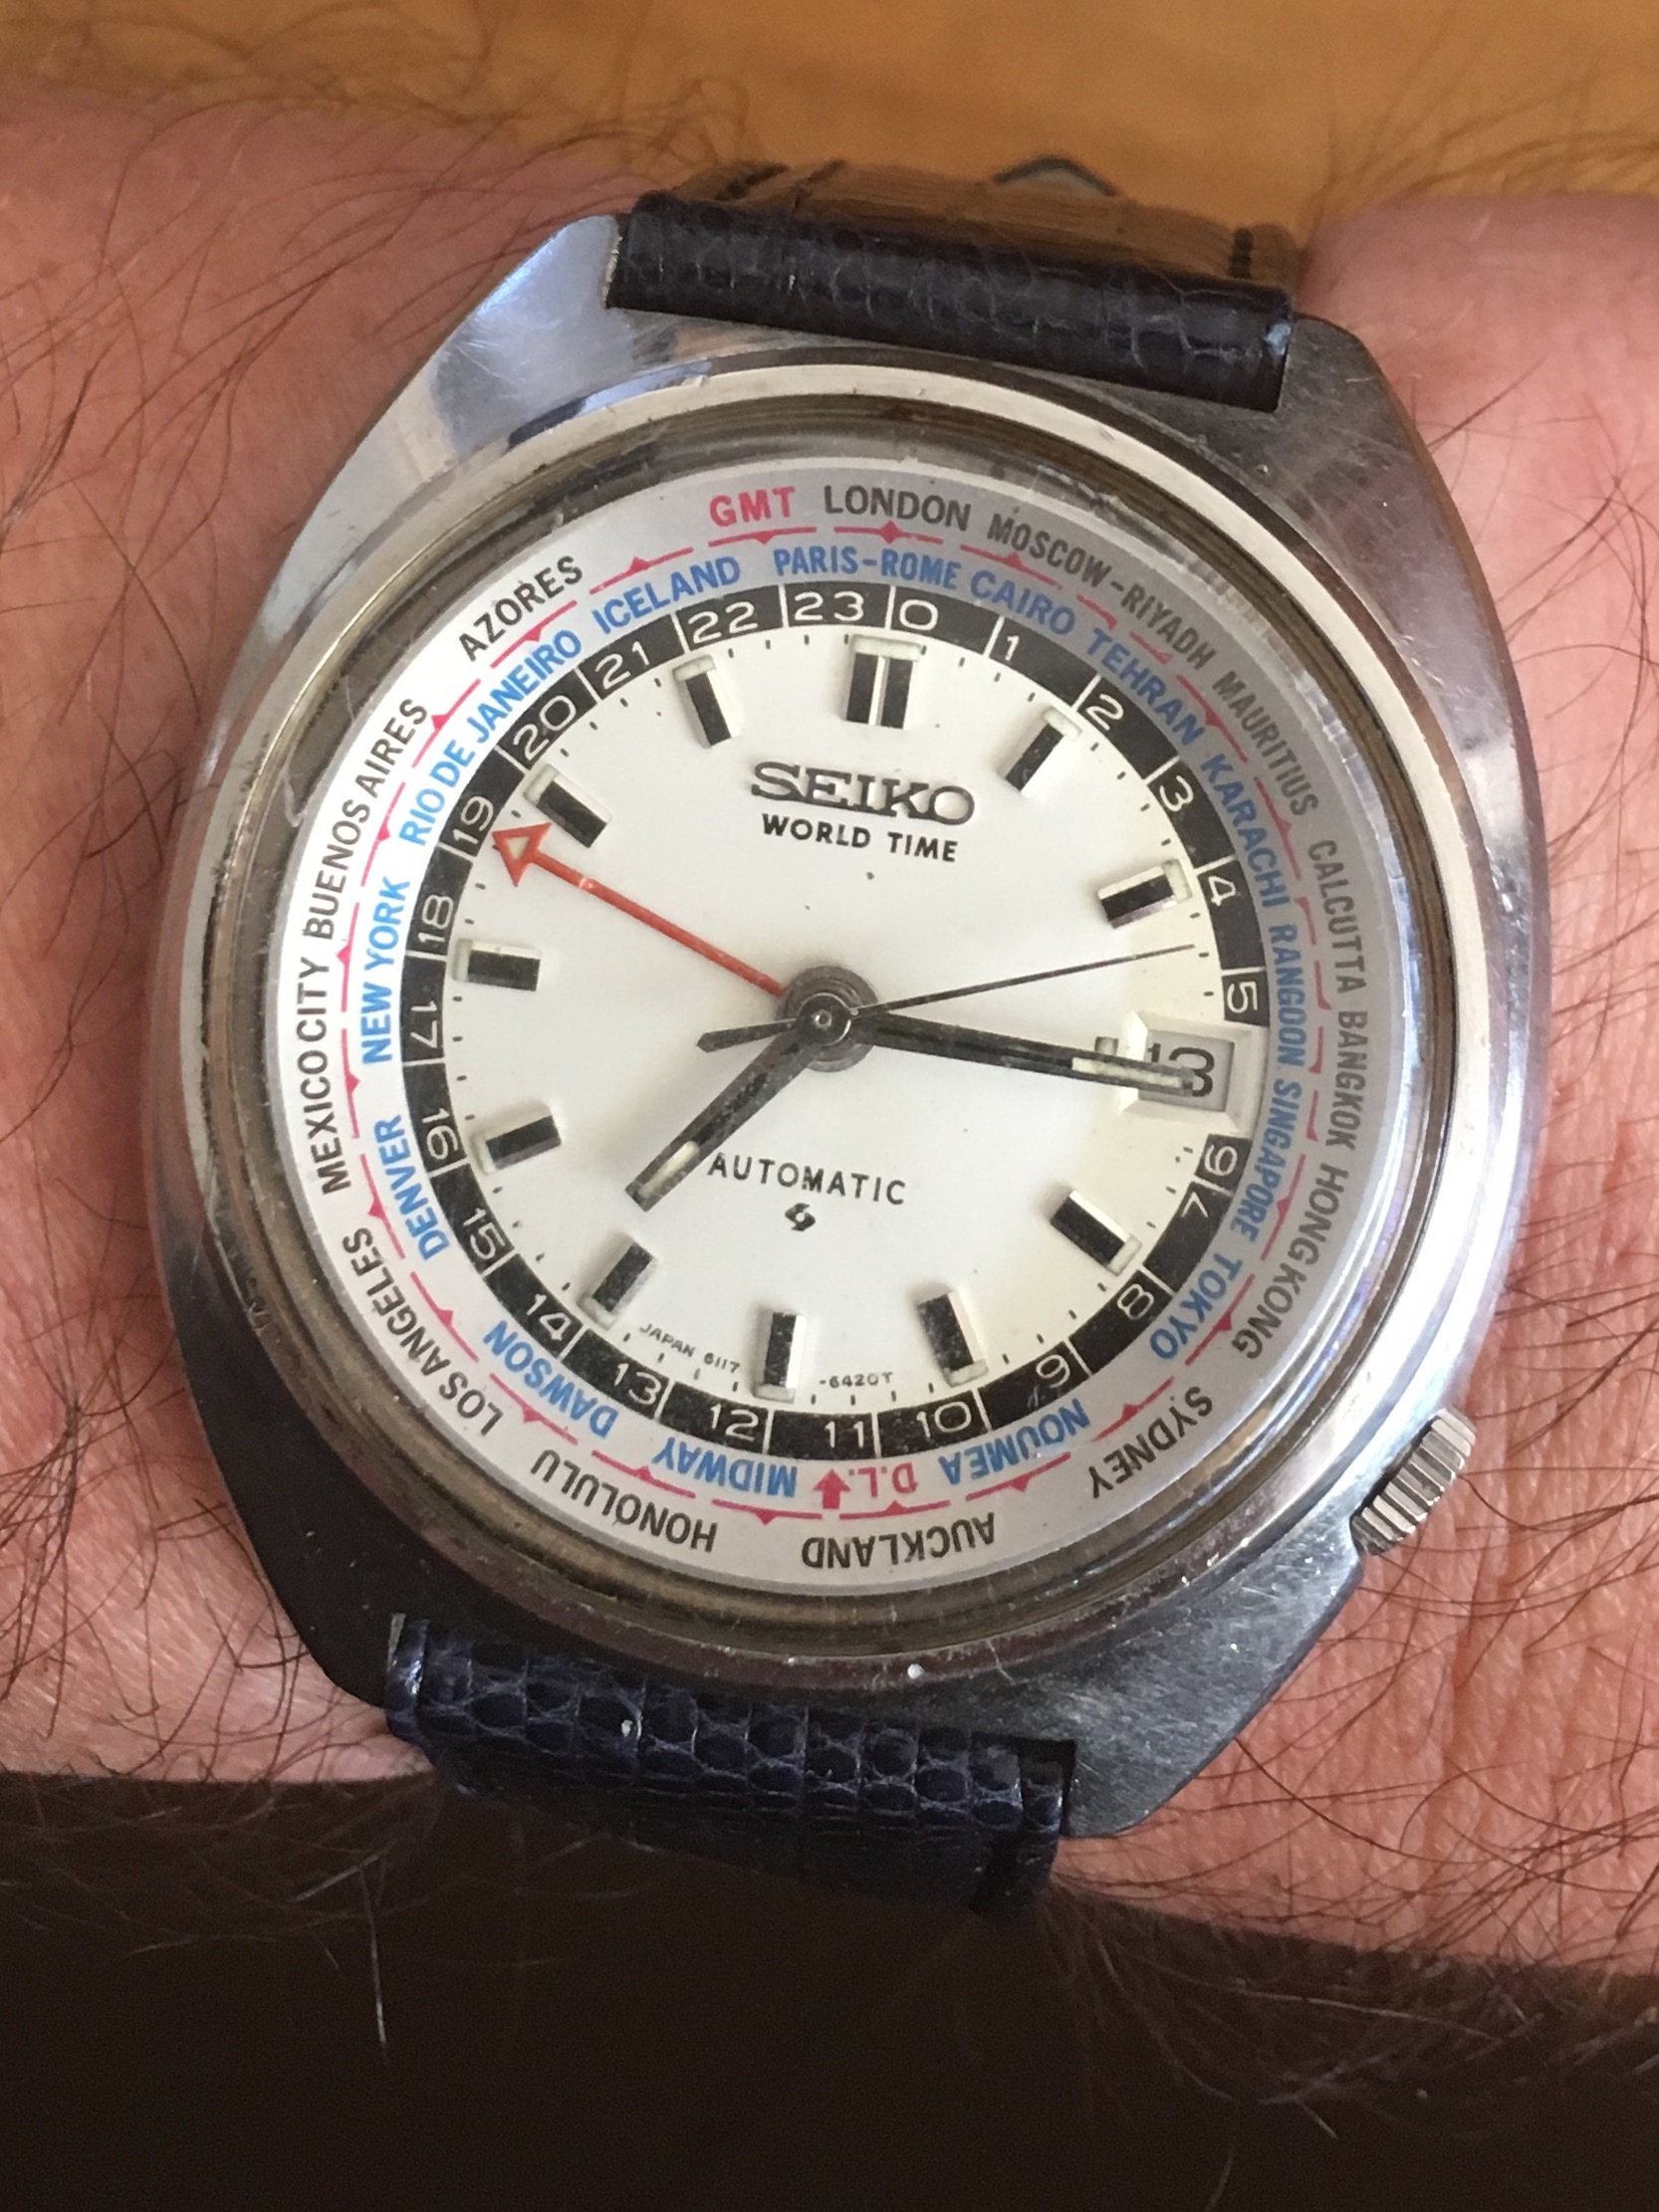 GMT LONDON MOSCOW-RIYADH MAURITIUS CALCUTTA BANGKOK HONG KONG SYDNEY AUCKLAND HONOLULU LOS ANGELES MEXICO CITY BUENOS AIRES AZORES
PARIS-ROME CAIRO TEHRAN KARACHI RANGOON SINGAPORE TOKYO NOUMEA D.L. MIDWAY DAWSON DENVER NEW YORK RIO DE JANEIRO ICELAND
0 1 2 3 4 5 6 7 8 9 10 11 12 13 14 15 16 17 18 19 20 21 22 23
SEIKO
WORLD TIME
13
AUTOMATIC
JAPAN 6117 -6420T